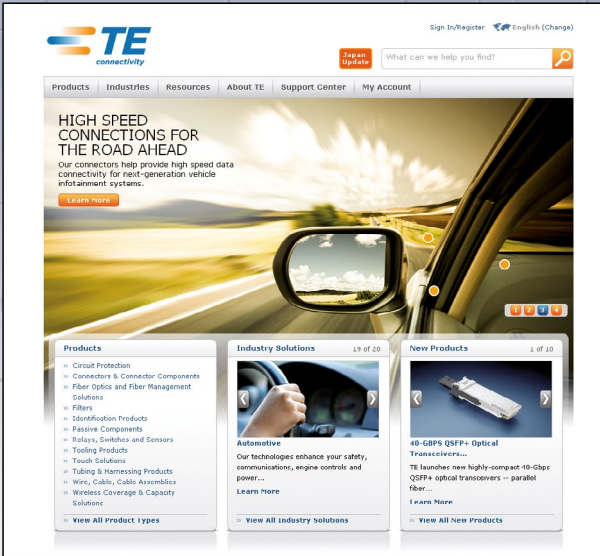 Sign In/Register English (Change)
TE
connectivity
Japan
Update
What can we help you find?
Products Industries Resources About TE Support Center My Account
HIGH SPEED
CONNECTIONS FOR
THE ROAD AHEAD
Our connectors help provide high speed data
connectivity for next-generation vehicle
infotainment systems.
Learn More
1 2 3 4
Products
» Circuit Protection
» Connectors & Connector Components
» Fiber Optics and Fiber Management
Solutions
» Filters
» Identification Products
» Passive Components
» Relays, Switches and Sensors
» Tooling Products
» Touch Solutions
» Tubing & Harnessing Products
» Wire, Cable, Cable Assemblies
» Wireless Coverage & Capacity
Solutions
» View All Product Types
Industry Solutions 19 of 20
Automotive
Our technologies enhance your safety,
communications, engine controls and
power...
Learn More
» View All Industry Solutions
New Products 1 of 10
40-GBPS QSFP+ Optical
Transceivers...
TE launches new highly-compact 40-Gbps
QSFP+ optical transceivers -- parallel
fiber...
Learn More
» View All New Products